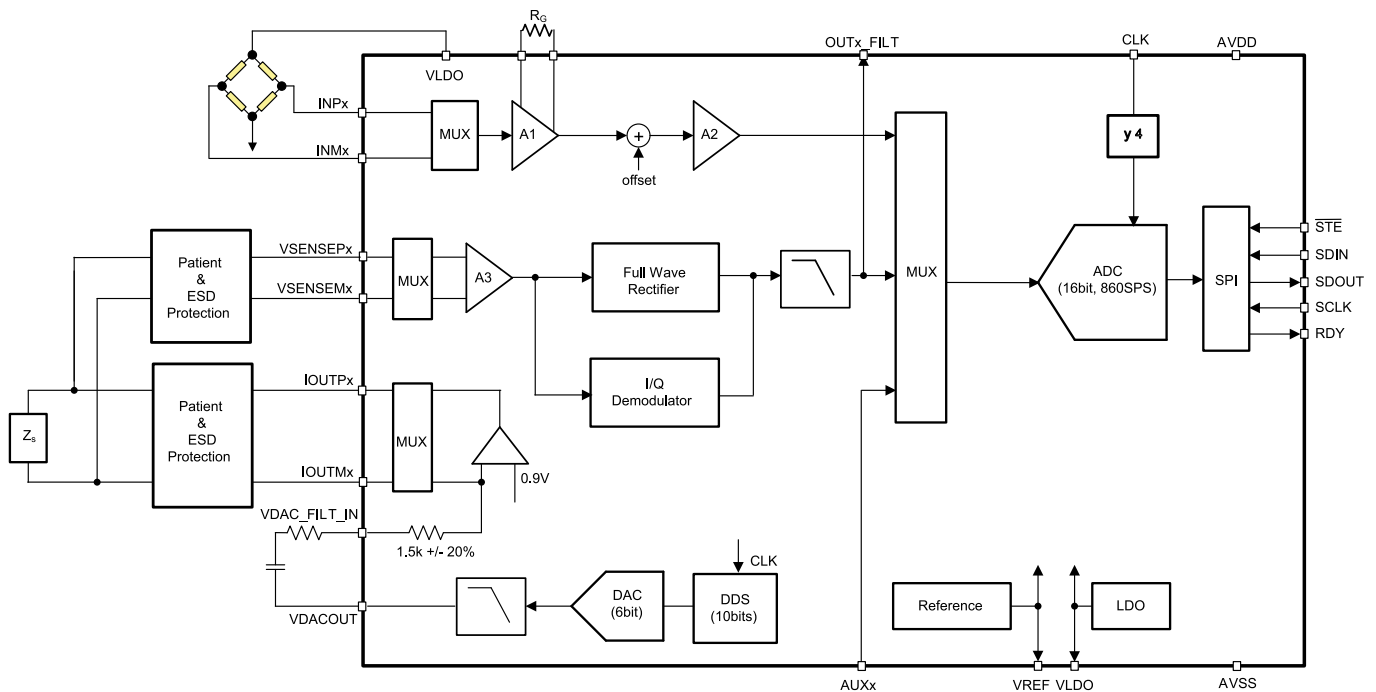 R_G
OUTx_FILT
CLK
AVDD
VLDO
INPx
MUX
A1
+
A2
y 4
INMx
offset
STE
VSENSEPx
Patient
&
ESD
Protection
MUX
A3
Full Wave
Rectifier
MUX
ADC
(16bit, 860SPS)
SPI
SDIN
SDOUT
VSENSEMx
SCLK
RDY
IOUTPx
I/Q
Demodulator
Patient
&
ESD
Protection
MUX
Z_s
IOUTMx
0.9V
VDAC_FILT_IN
1.5k +/- 20%
CLK
DAC
(6bit)
DDS
(10bits)
Reference
LDO
VDACOUT
AUXx
VREF
VLDO
AVSS